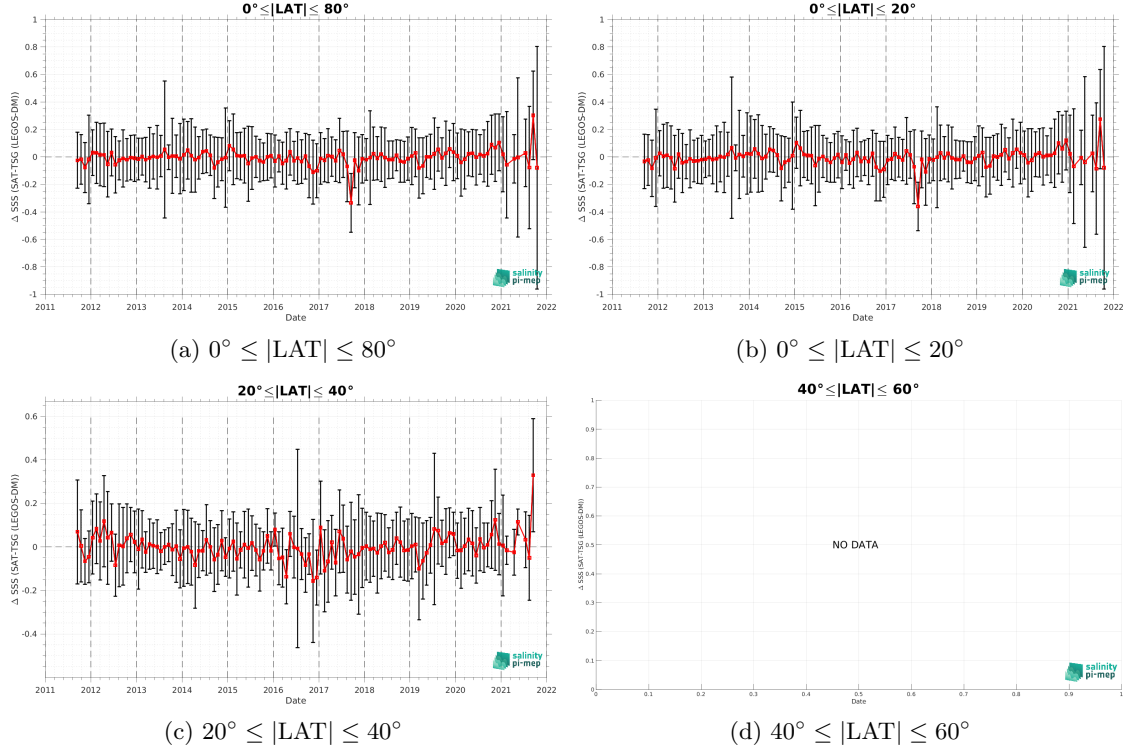 0°≤|LAT|≤ 80°
1
0.8
0.6
0.4
0.2
0
-0.2
-0.4
-0.6
-0.8
-1
Δ SSS (SAT-TSG (LEGOS-DM))
2011 2012 2013 2014 2015 2016 2017 2018 2019 2020 2021 2022
Date
salinity
pi-mep
(a) 0° ≤ |LAT| ≤ 80°
0°≤|LAT|≤ 20°
1
0.8
0.6
0.4
0.2
0
-0.2
-0.4
-0.6
-0.8
-1
Δ SSS (SAT-TSG (LEGOS-DM))
2011 2012 2013 2014 2015 2016 2017 2018 2019 2020 2021 2022
Date
salinity
pi-mep
(b) 0° ≤ |LAT| ≤ 20°
20°≤|LAT|≤ 40°
0.6
0.4
0.2
0
-0.2
-0.4
Δ SSS (SAT-TSG (LEGOS-DM))
2011 2012 2013 2014 2015 2016 2017 2018 2019 2020 2021 2022
Date
salinity
pi-mep
(c) 20° ≤ |LAT| ≤ 40°
40°≤|LAT|≤ 60°
1
0.9
0.8
0.7
0.6
0.5
0.4
0.3
0.2
0.1
0
Δ SSS (SAT-TSG (LEGOS-DM))
NO DATA
0 0.1 0.2 0.3 0.4 0.5 0.6 0.7 0.8 0.9 1
Date
salinity
pi-mep
(d) 40° ≤ |LAT| ≤ 60°